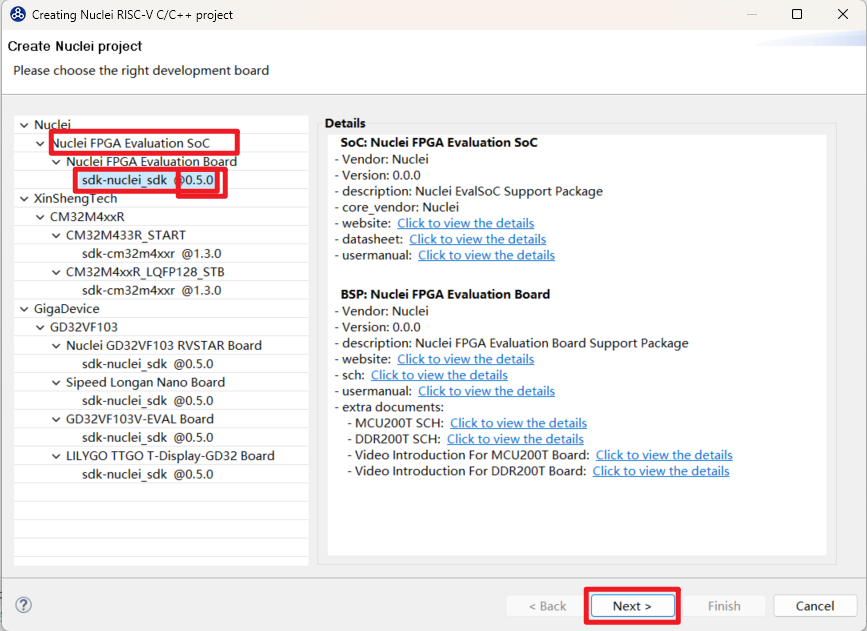 Creating Nuclei RISC-V C/C++ project
Create Nuclei project
Please choose the right development board
Nuclei
Nuclei FPGA Evaluation SoC
Nuclei FPGA Evaluation Board
sdk-nuclei_sdk @0.5.0
XinShengTech
CM32M4xxR
CM32M433R_START
sdk-cm32m4xxr @1.3.0
CM32M4xxR_LQFP128_STB
sdk-cm32m4xxr @1.3.0
GigaDevice
GD32VF103
Nuclei GD32VF103 RVSTAR Board
sdk-nuclei_sdk @0.5.0
Sipeed Longan Nano Board
sdk-nuclei_sdk @0.5.0
GD32VF103V-EVAL Board
sdk-nuclei_sdk @0.5.0
LILYGO TTGO T-Display-GD32 Board
sdk-nuclei_sdk @0.5.0
Details
SoC: Nuclei FPGA Evaluation SoC
- Vendor: Nuclei
- Version: 0.0.0
- description: Nuclei EvalSoC Support Package
- core_vendor: Nuclei
- website: Click to view the details
- datasheet: Click to view the details
- usermanual: Click to view the details
BSP: Nuclei FPGA Evaluation Board
- Vendor: Nuclei
- Version: 0.0.0
- description: Nuclei FPGA Evaluation Board Support Package
- website: Click to view the details
- sch: Click to view the details
- usermanual: Click to view the details
- extra documents:
- MCU200T SCH: Click to view the details
- DDR200T SCH: Click to view the details
- Video Introduction For MCU200T Board: Click to view the details
- Video Introduction For DDR200T Board: Click to view the details
?
< Back
Next >
Finish
Cancel